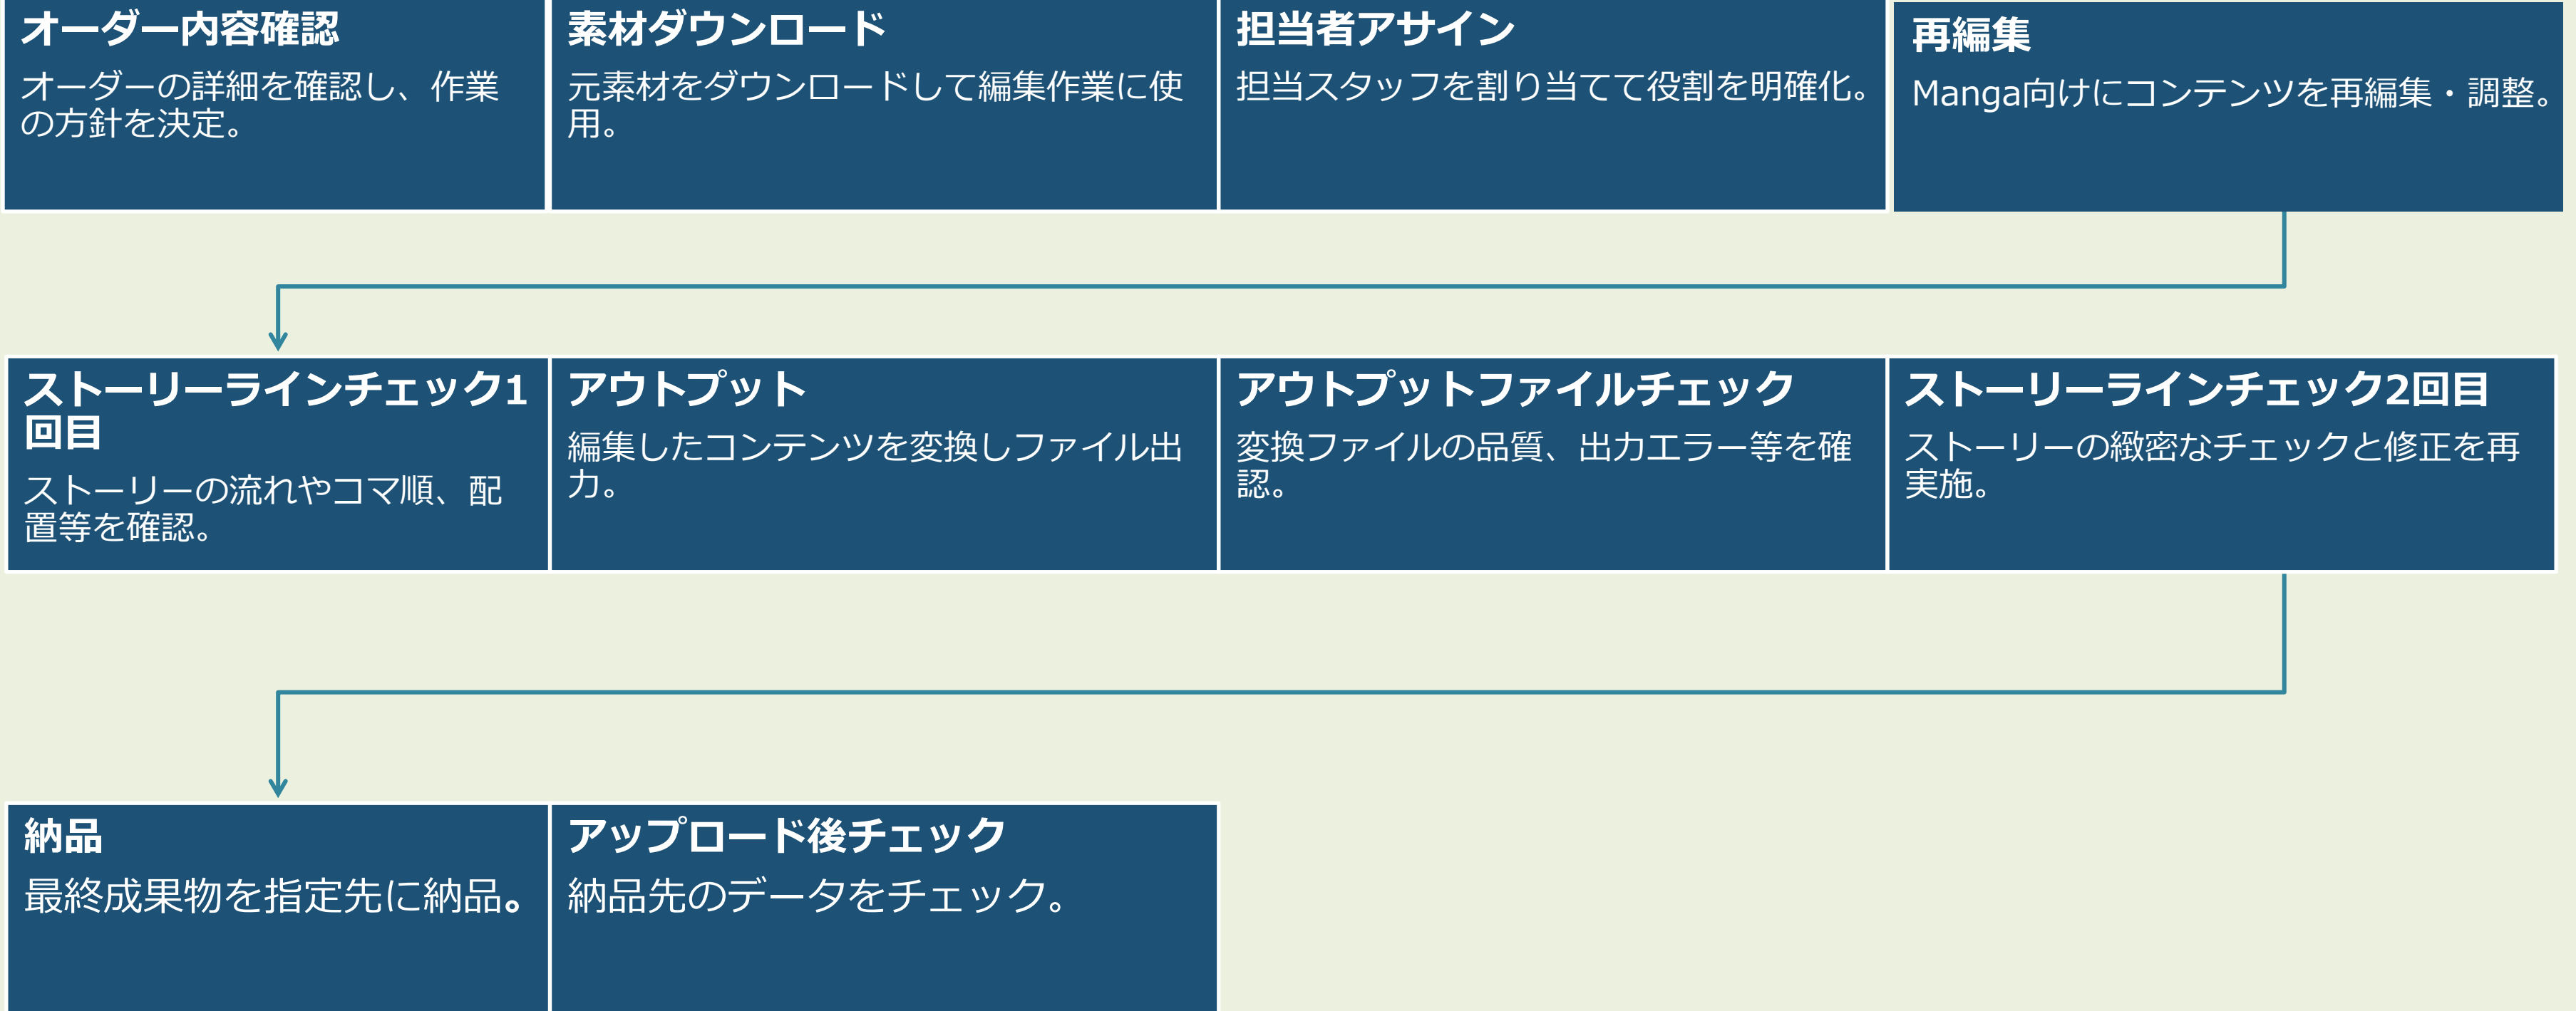 オーダー内容確認
オーダーの詳細を確認し、作業
の方針を決定。
素材ダウンロード
元素材をダウンロードして編集作業に使
用。
担当者アサイン
担当スタッフを割り当てて役割を明確化。
再編集
Manga向けにコンテンツを再編集・調整。
ストーリーラインチェック1
回目
ストーリーの流れやコマ順、配
置等を確認。
アウトプット
編集したコンテンツを変換しファイル出
力。
アウトプットファイルチェック
変換ファイルの品質、出力エラー等を確
認。
ストーリーラインチェック2回目
ストーリーの緻密なチェックと修正を再
実施。
納品
最終成果物を指定先に納品。
アップロード後チェック
納品先のデータをチェック。